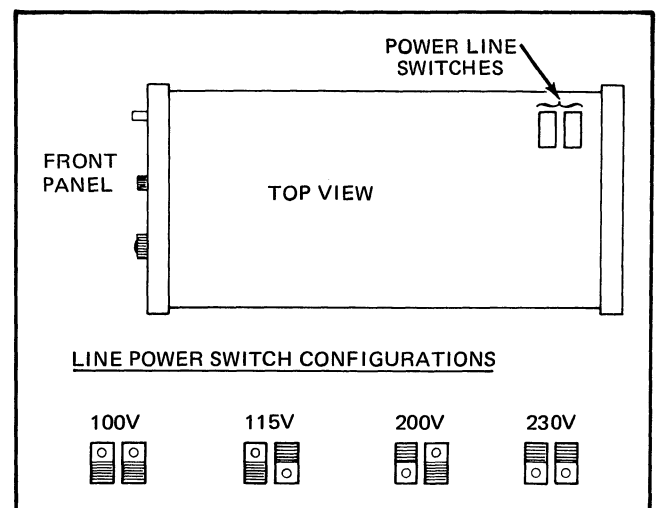 POWER LINE
SWITCHES
FRONT
PANEL
TOP VIEW
LINE POWER SWITCH CONFIGURATIONS
100V 115V 200V 230V